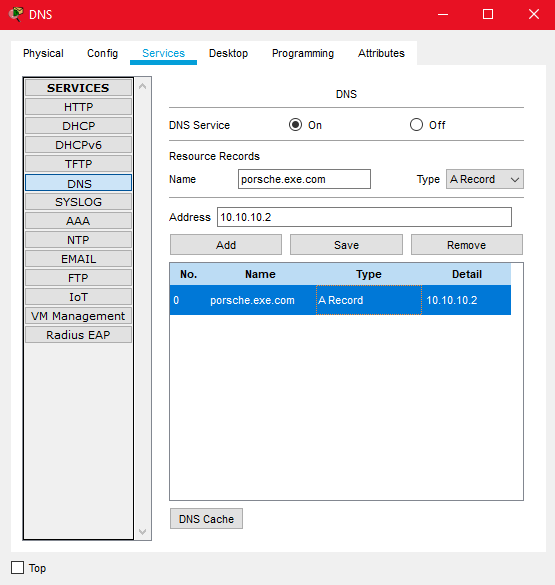 DNS
Physical Config Services Desktop Programming Attributes
SERVICES
HTTP
DHCP
DHCPv6
TFTP
DNS
SYSLOG
AAA
NTP
EMAIL
FTP
IoT
VM Management
Radius EAP
DNS
DNS Service On Off
Resource Records
Name porsche.exe.com Type A Record
Address 10.10.10.2
Add Save Remove
No. Name Type Detail
0 porsche.exe.com A Record 10.10.10.2
DNS Cache
Top